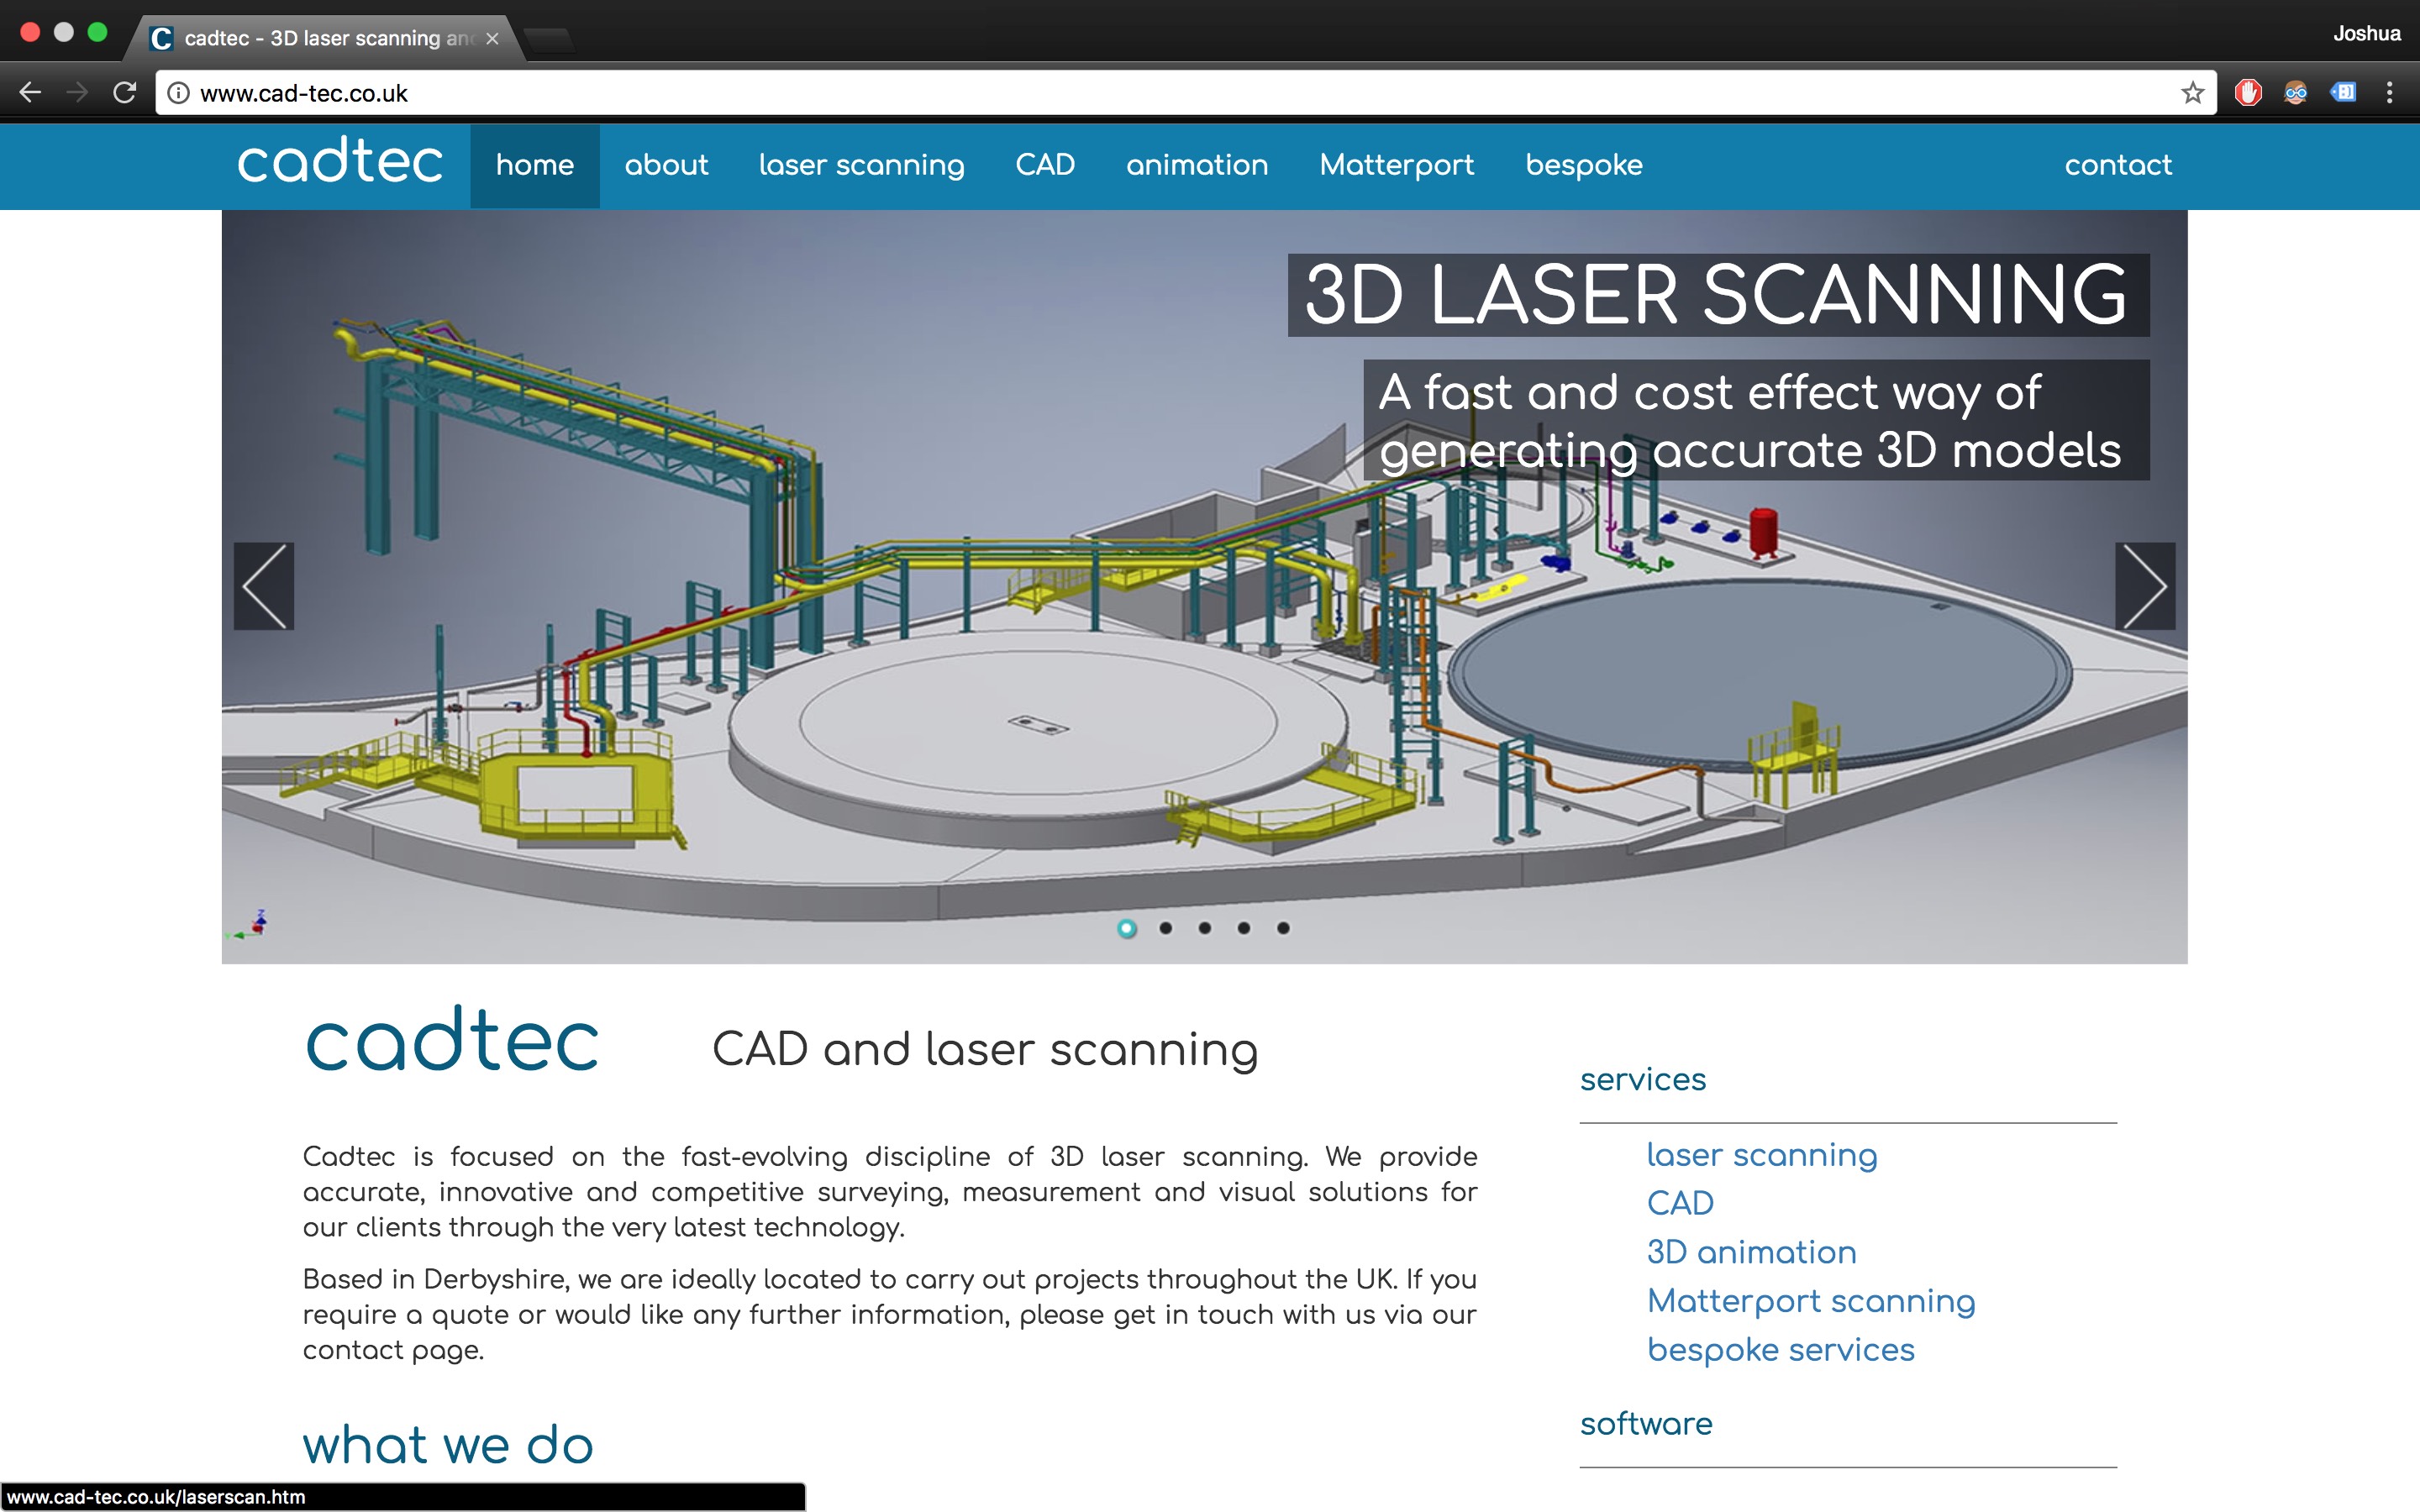 cadtec - 3D laser scanning an
Joshua
www.cad-tec.co.uk
cadtec home about laser scanning CAD animation Matterport bespoke contact
3D LASER SCANNING
A fast and cost effect way of
generating accurate 3D models
cadtec CAD and laser scanning
Cadtec is focused on the fast-evolving discipline of 3D laser scanning. We provide
accurate, innovative and competitive surveying, measurement and visual solutions for
our clients through the very latest technology.
Based in Derbyshire, we are ideally located to carry out projects throughout the UK. If you
require a quote or would like any further information, please get in touch with us via our
contact page.
what we do
services
laser scanning
CAD
3D animation
Matterport scanning
bespoke services
software
www.cad-tec.co.uk/laserscan.htm